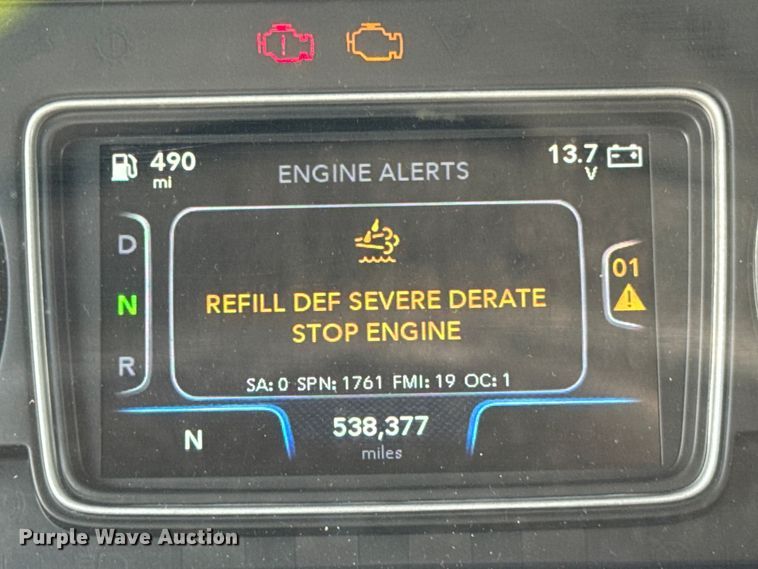 490
mi
ENGINE ALERTS
13.7
V
D
N
R
REFILL DEF SEVERE DERATE
STOP ENGINE
SA: 0 SPN: 1761 FMI: 19 OC: 1
01
N
538,377
miles
Purple Wave Auction